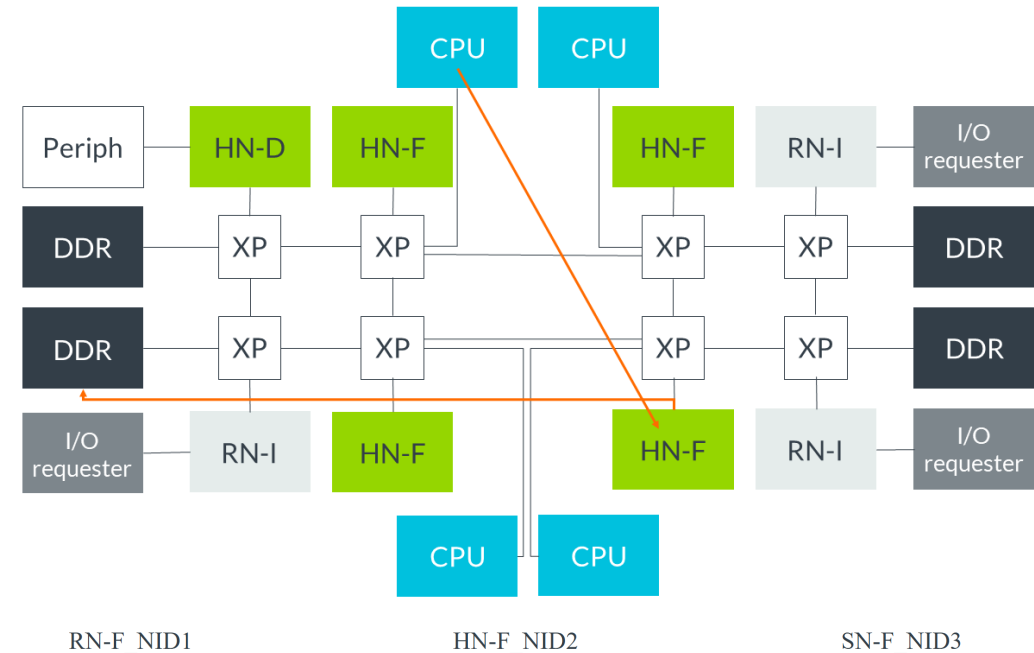 CPU CPU
Periph HN-D HN-F HN-F RN-I I/O
requester
DDR XP XP XP XP DDR
DDR XP XP XP XP DDR
I/O
requester RN-I HN-F HN-F RN-I I/O
requester
CPU CPU
RN-F NID1 HN-F NID2 SN-F NID3